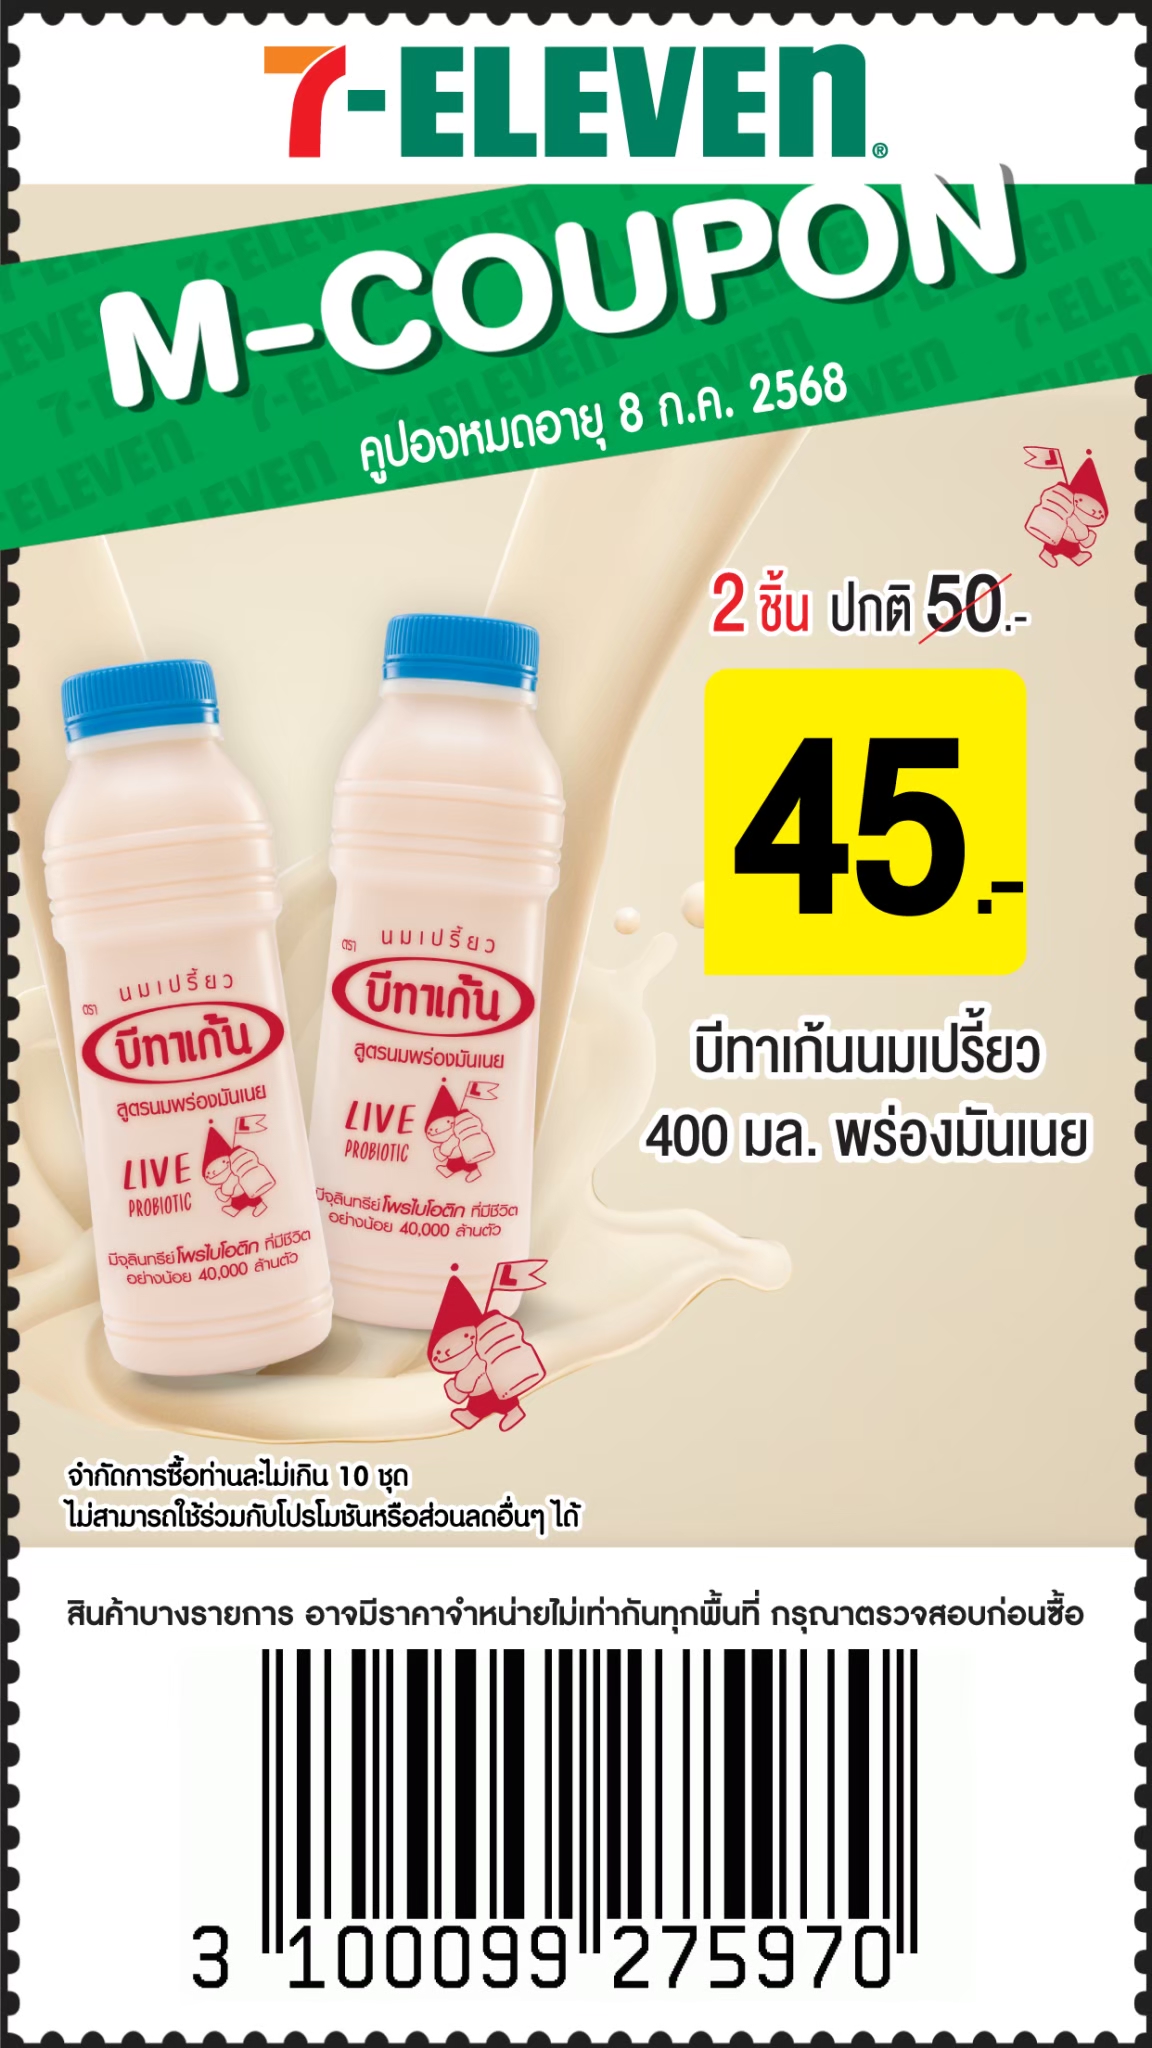 7-ELEVEN®
M-COUPON
คูปองหมดอายุ 8 ก.ค. 2568
2 ชิ้น ปกติ 50.-
45.-
บีทาเก้นนมเปรี้ยว
400 มล. พร่องมันเนย
ตรา นมเปรี้ยว
บีทาเก้น
สูตรนมพร่องมันเนย
LIVE
PROBIOTIC
L
มีจุลินทรีย์โพรไบโอติก ที่มีชีวิต
อย่างน้อย 40,000 ล้านตัว
ตรา นมเปรี้ยว
บีทาเก้น
สูตรนมพร่องมันเนย
LIVE
PROBIOTIC
L
มีจุลินทรีย์โพรไบโอติก ที่มีชีวิต
อย่างน้อย 40,000 ล้านตัว
L
L
จำกัดการซื้อท่านละไม่เกิน 10 ชุด
ไม่สามารถใช้ร่วมกับโปรโมชันหรือส่วนลดอื่นๆ ได้
สินค้าบางรายการ อาจมีราคาจำหน่ายไม่เท่ากันทุกพื้นที่ กรุณาตรวจสอบก่อนซื้อ
3 100099 275970